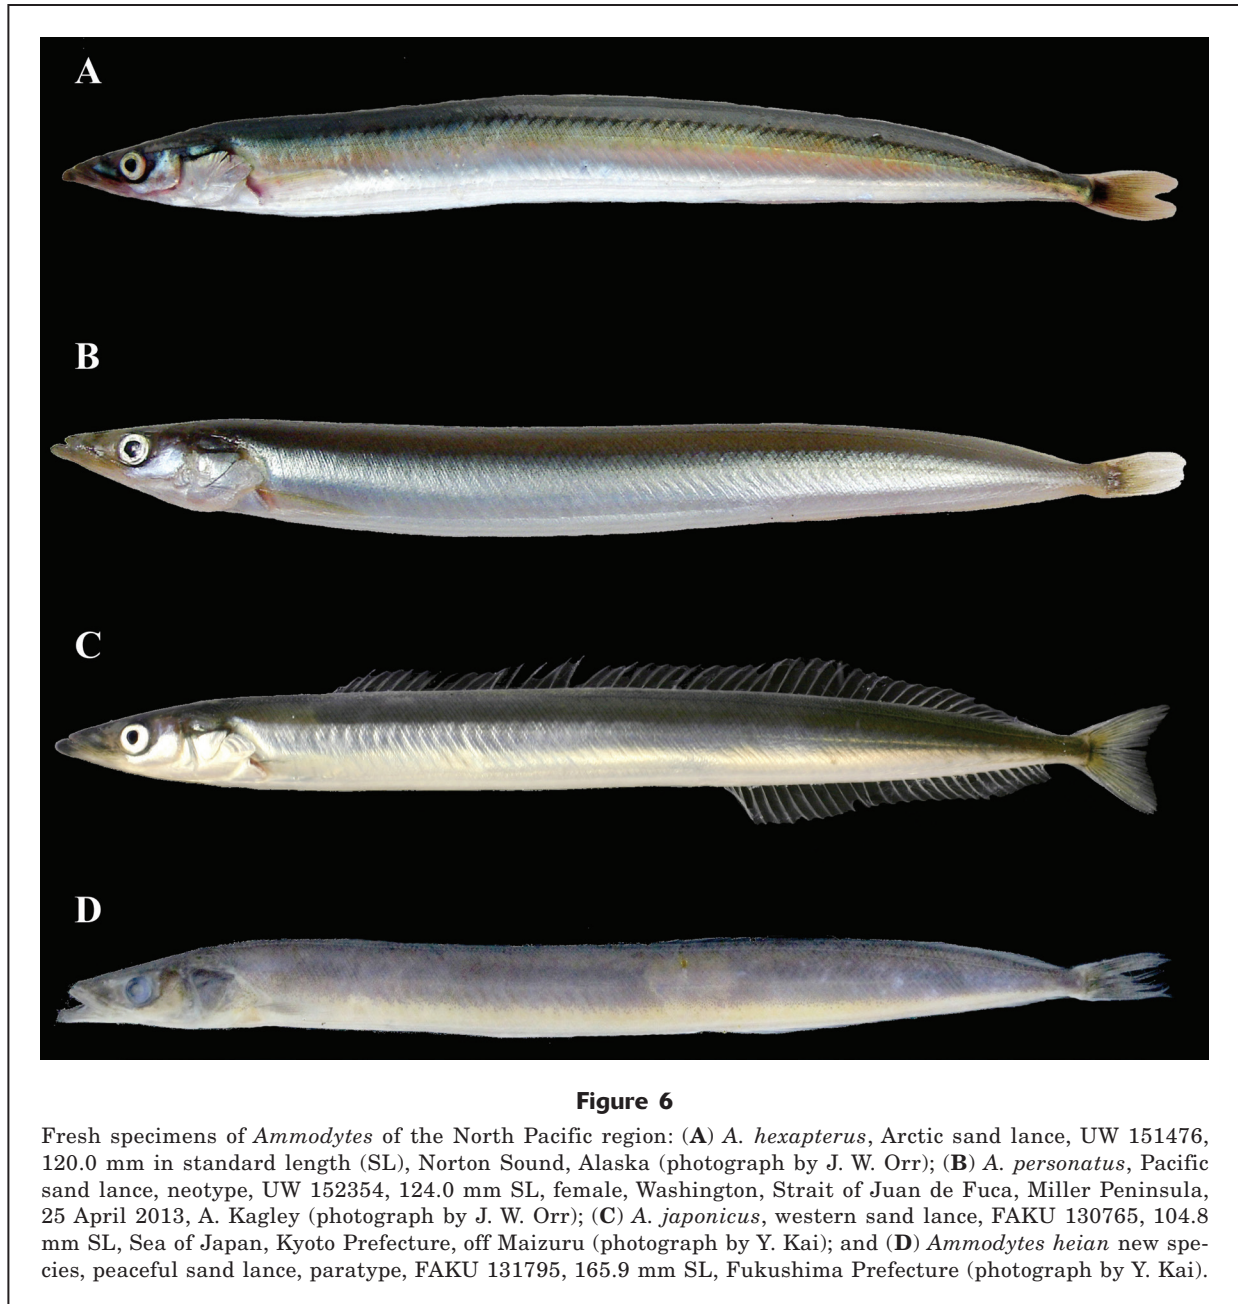 A
B
C
D
Figure 6
Fresh specimens of Ammodytes of the North Pacific region: (A) A. hexapterus, Arctic sand lance, UW 151476,
120.0 mm in standard length (SL), Norton Sound, Alaska (photograph by J. W. Orr); (B) A. personatus, Pacific
sand lance, neotype, UW 152354, 124.0 mm SL, female, Washington, Strait of Juan de Fuca, Miller Peninsula,
25 April 2013, A. Kagley (photograph by J. W. Orr); (C) A. japonicus, western sand lance, FAKU 130765, 104.8
mm SL, Sea of Japan, Kyoto Prefecture, off Maizuru (photograph by Y. Kai); and (D) Ammodytes heian new spe-
cies, peaceful sand lance, paratype, FAKU 131795, 165.9 mm SL, Fukushima Prefecture (photograph by Y. Kai).